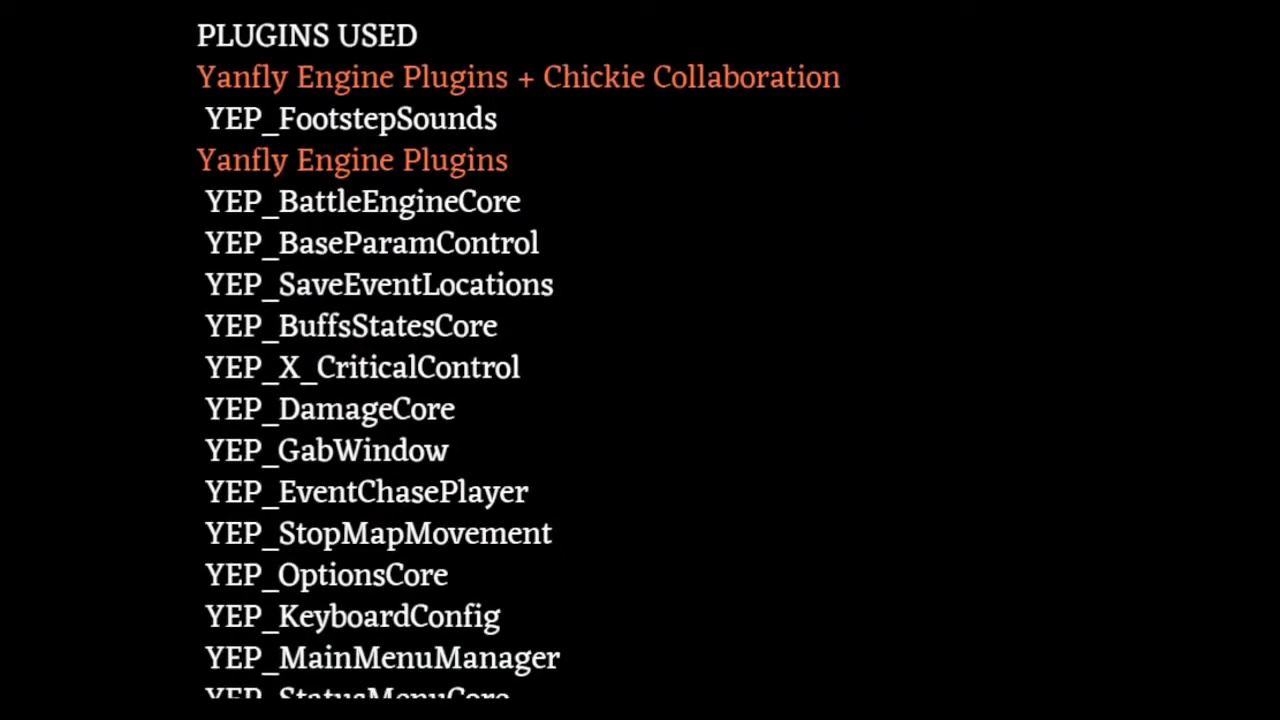 PLUGINS USED
Yanfly Engine Plugins + Chickie Collaboration
YEP_FootstepSounds
Yanfly Engine Plugins
YEP_BattleEngineCore
YEP_BaseParamControl
YEP_SaveEventLocations
YEP_BuffsStatesCore
YEP_X_CriticalControl
YEP_DamageCore
YEP_GabWindow
YEP_EventChasePlayer
YEP_StopMapMovement
YEP_OptionsCore
YEP_KeyboardConfig
YEP_MainMenuManager
YEP_StatusMenuCore